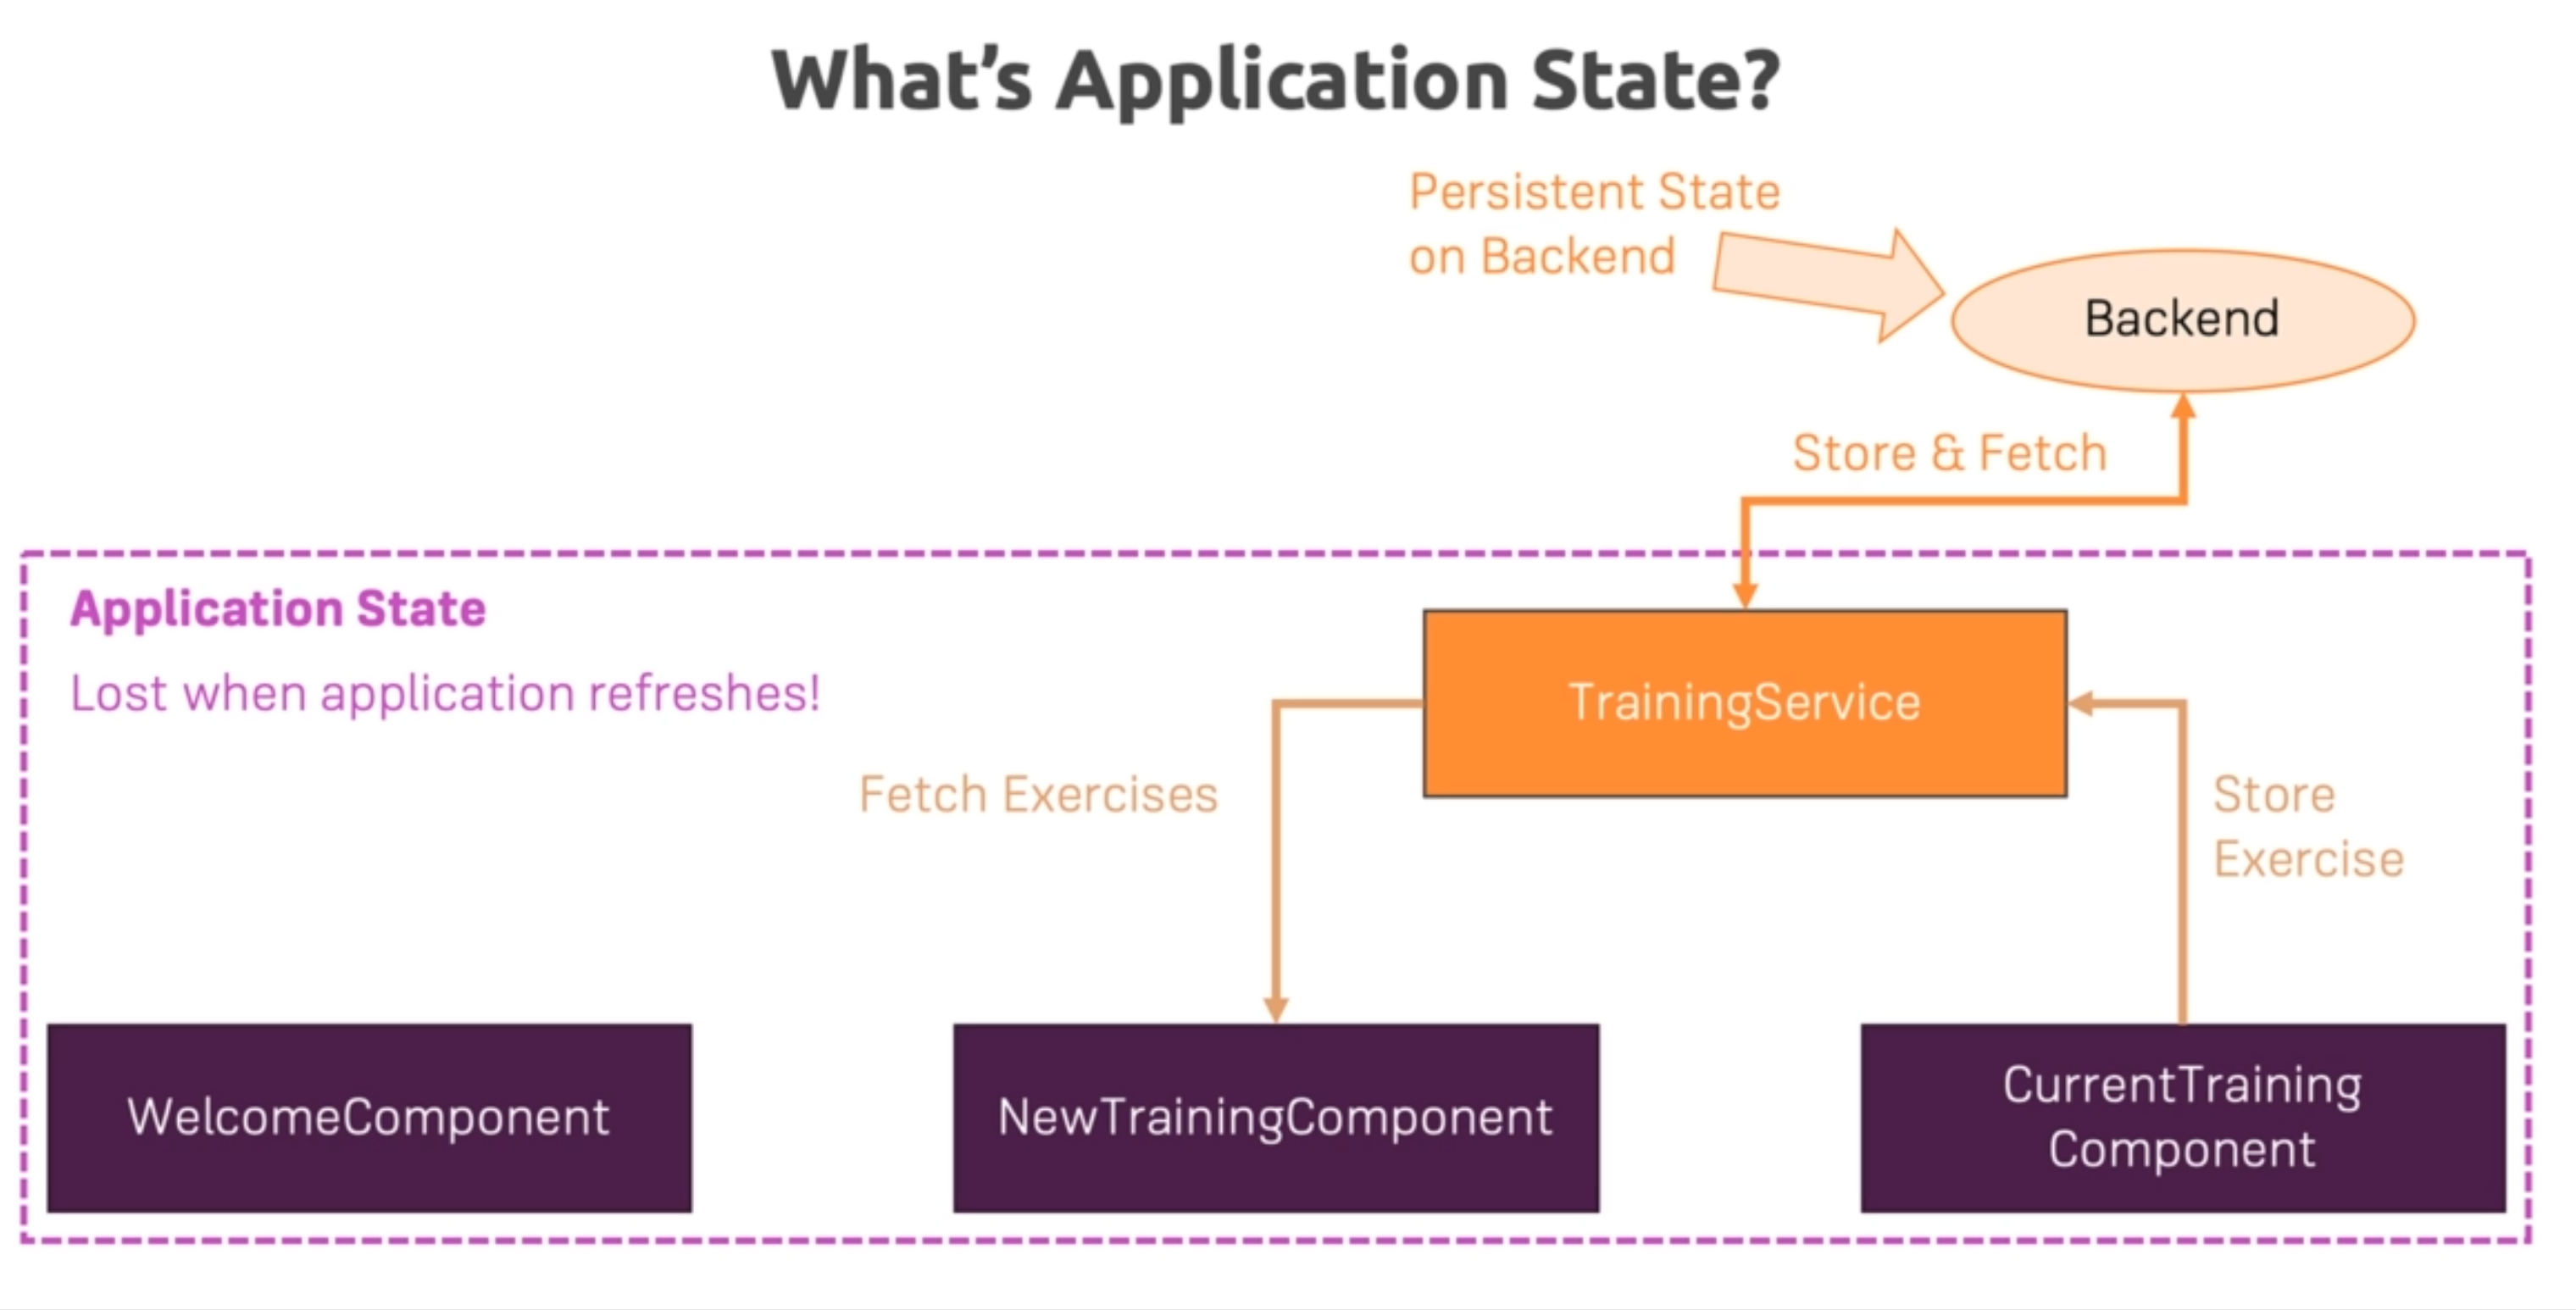 What’s Application State?
Persistent State
on Backend
Backend
Store & Fetch
Application State
Lost when application refreshes!
TrainingService
Fetch Exercises
Store
Exercise
WelcomeComponent
NewTrainingComponent
CurrentTraining
Component